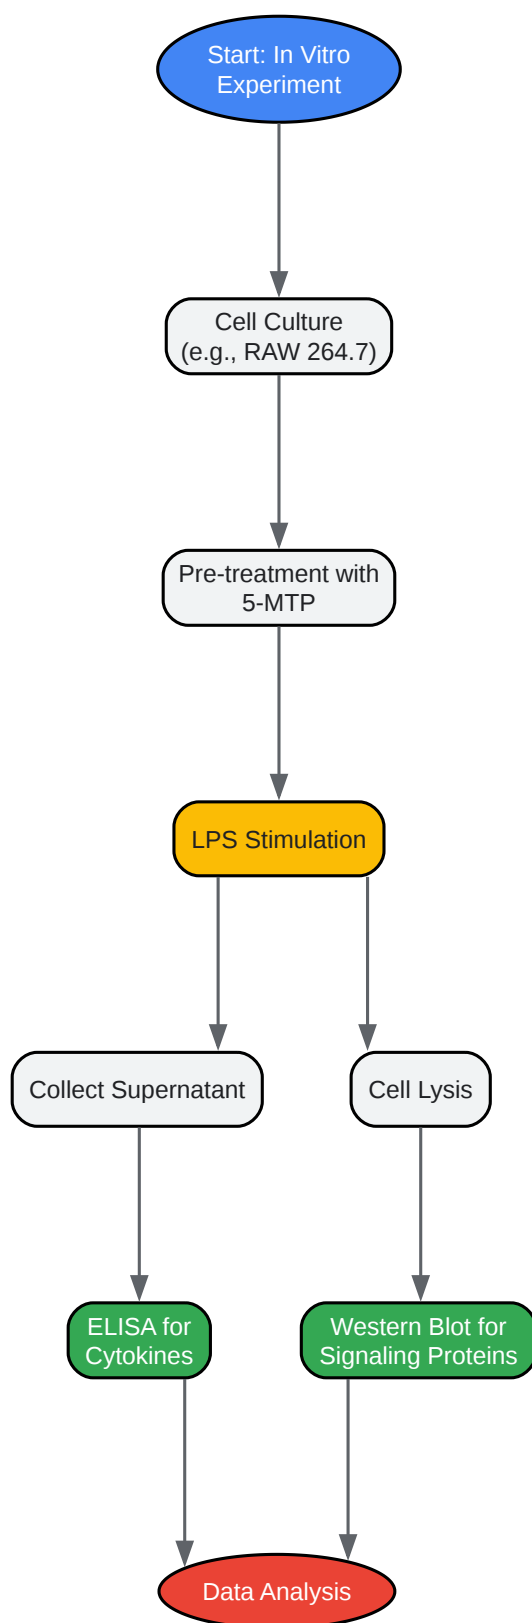 Start: In Vitro
Experiment
Cell Culture
(e.g., RAW 264.7)
Pre-treatment with
5-MTP
LPS Stimulation
Collect Supernatant
Cell Lysis
ELISA for
Cytokines
Western Blot for
Signaling Proteins
Data Analysis